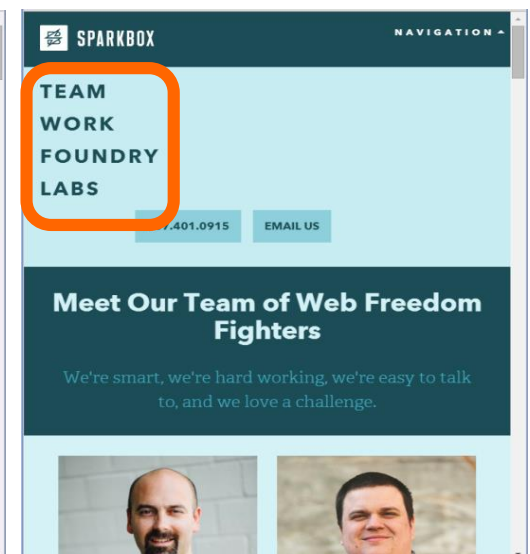 SPARKBOX
NAVIGATION
TEAM
WORK
FOUNDRY
LABS
.401.0915
EMAIL US
Meet Our Team of Web Freedom
Fighters
We're smart, we're hard working, we're easy to talk
to, and we love a challenge.